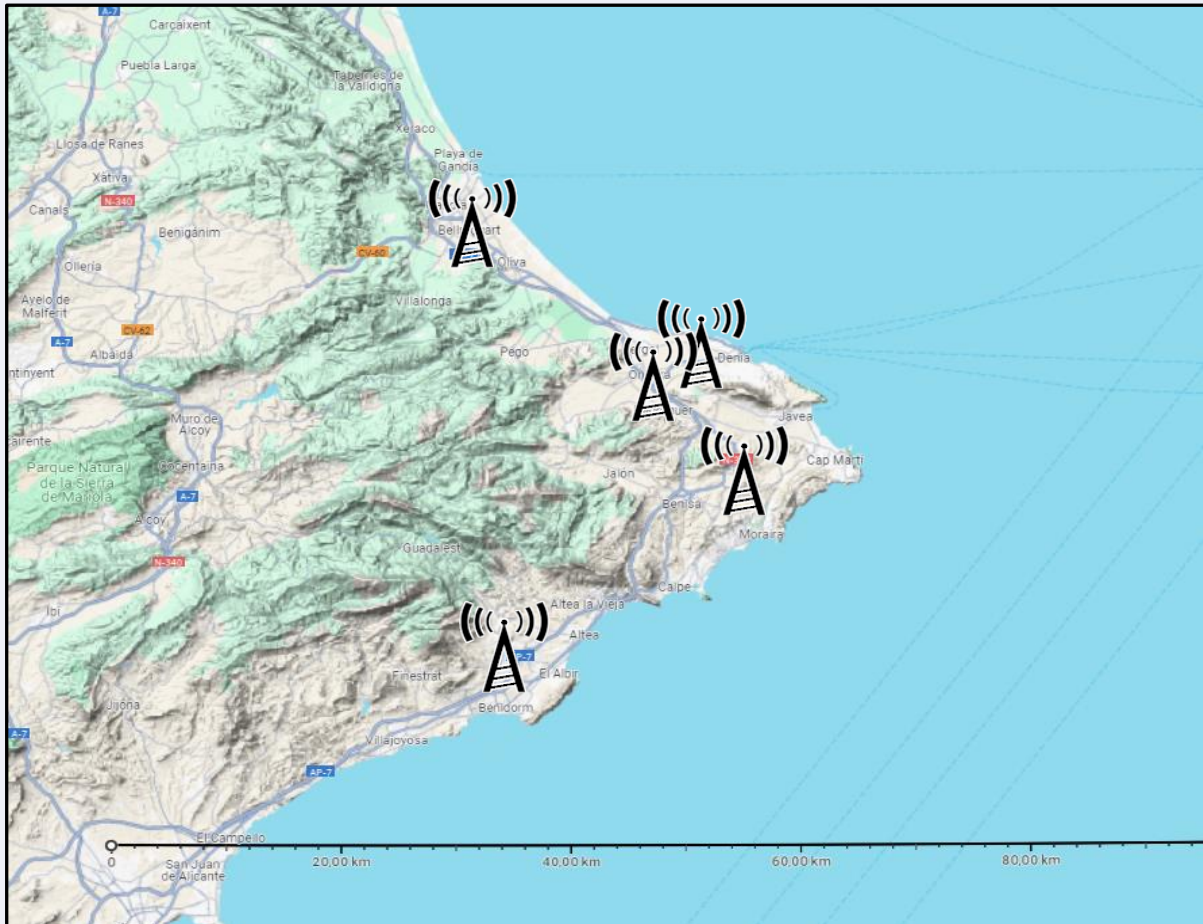 A-7
Carcaixent
Puebla Larga
Tabernes de
la Valldigna
Xeraco
Llosa de Ranes
Playa de
Gandia
Xàtiva
N-340
Canals
Benigánim
CV-60
Ollería
Oliva
Ayelo de
Malferit
Villalonga
CV-62
A-7
Albaida
Pego
Denia
Muro de
Alcoy
Jávea
Parque Natural
de la Sierra
de Mariola
Cocentaina
Jalón
Cap Martí
A-7
Benisa
Alcoy
Moraira
Guadalest
N-340
Calpe
Ibi
Altea la Vieja
Altea
Finestrat
El Albir
Jijona
Benidorm
A-7
Villajoyosa
AP-7
El Campello
0
20,00 km
40,00 km
60,00 km
80,00 km
San Juan
de Alicante